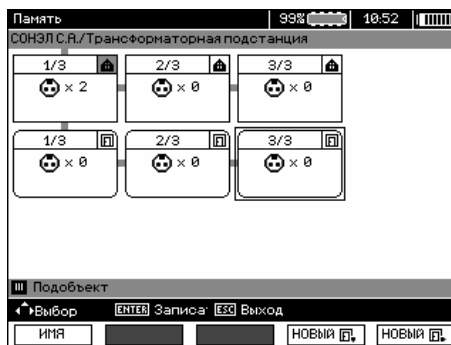 Память 99% 10:52
СОНЭЛ С.А./Трансформаторная подстанция
1/3 2/3 3/3
× 2 × 0 × 0
1/3 2/3 3/3
× 0 × 0 × 0
Подобъект
Выбор ENTER Записа ESC Выход
ИМЯ НОВЫЙ НОВЫЙ